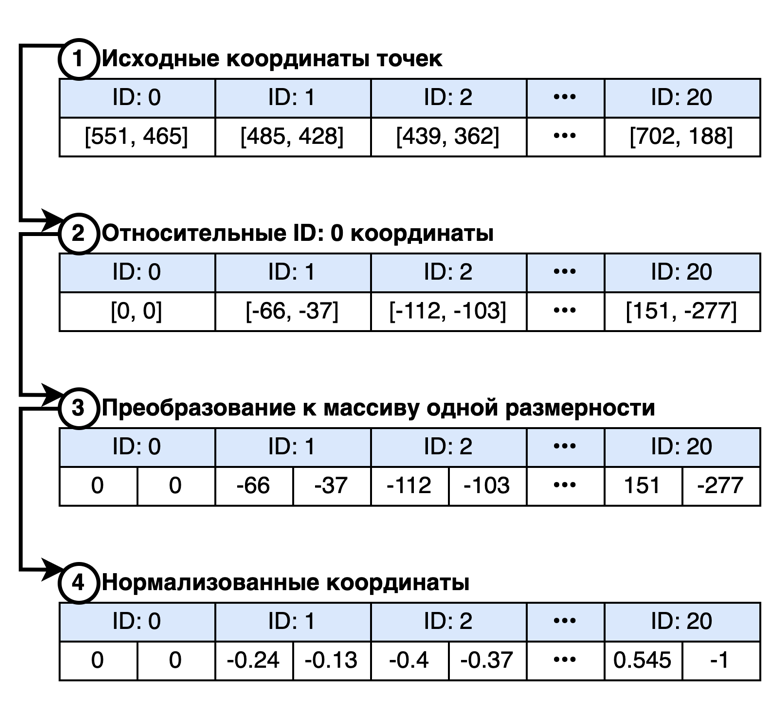 1 Исходные координаты точек
ID: 0 ID: 1 ID: 2 ••• ID: 20
[551, 465] [485, 428] [439, 362] ••• [702, 188]
2 Относительные ID: 0 координаты
ID: 0 ID: 1 ID: 2 ••• ID: 20
[0, 0] [-66, -37] [-112, -103] ••• [151, -277]
3 Преобразование к массиву одной размерности
ID: 0 ID: 1 ID: 2 ••• ID: 20
0 0 -66 -37 -112 -103 ••• 151 -277
4 Нормализованные координаты
ID: 0 ID: 1 ID: 2 ••• ID: 20
0 0 -0.24 -0.13 -0.4 -0.37 ••• 0.545 -1